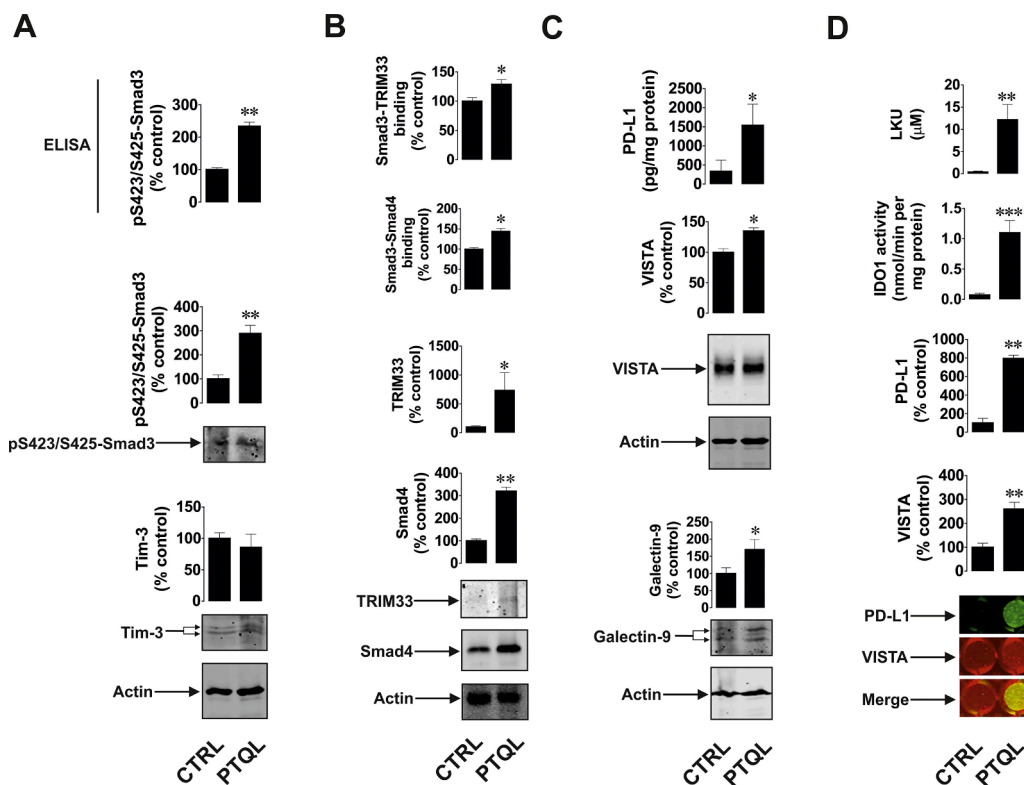 A
ELISA
pS423/S425-Smad3
(% control)
300
200
100
0
**
pS423/S425-Smad3
(% control)
400
300
200
100
0
**
pS423/S425-Smad3
Tim-3
(% control)
150
100
50
0
Tim-3
Actin
CTRL
PTQL
B
Smad3-TRIM33
binding
(% control)
150
100
50
0
*
Smad3-Smad4
binding
(% control)
200
150
100
50
0
*
TRIM33
(% control)
1500
1000
500
0
*
Smad4
(% control)
400
300
200
100
0
**
TRIM33
Smad4
Actin
CTRL
PTQL
C
PD-L1
(pg/mg protein)
2500
2000
1500
1000
500
0
*
VISTA
(% control)
150
100
50
0
*
VISTA
Actin
Galectin-9
(% control)
250
200
150
100
50
0
*
Galectin-9
Actin
CTRL
PTQL
D
LKU
(μM)
20
15
10
5
0
**
IDO1 activity
(nmol/min per
mg protein)
1.5
1.0
0.5
0.0
***
PD-L1
(% control)
1000
800
600
400
200
0
**
VISTA
(% control)
400
300
200
100
0
**
PD-L1
VISTA
Merge
CTRL
PTQL